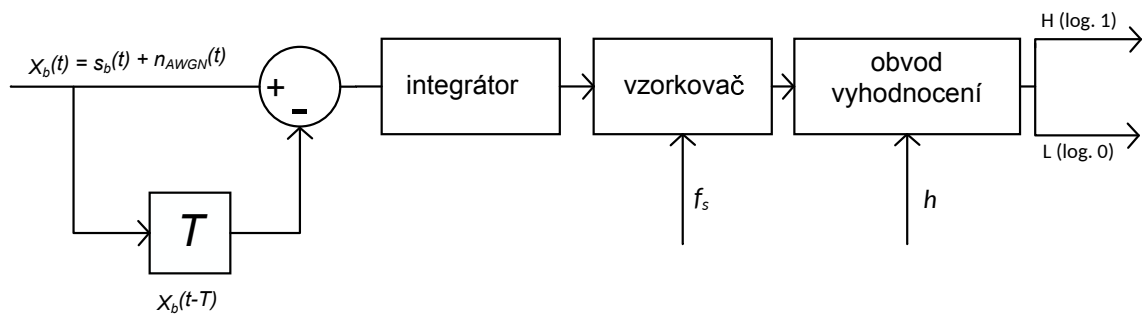 X_b(t) = s_b(t) + n_AWGN(t)
+
-
integrátor
vzorkovač
obvod
vyhodnocení
H (log. 1)
L (log. 0)
T
X_b(t-T)
f_s
h